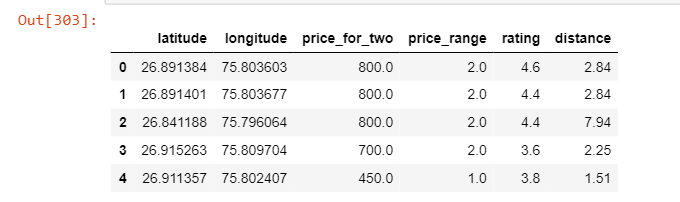 Out[303]:
latitude longitude price_for_two price_range rating distance
0 26.891384 75.803603 800.0 2.0 4.6 2.84
1 26.891401 75.803677 800.0 2.0 4.4 2.84
2 26.841188 75.796064 800.0 2.0 4.4 7.94
3 26.915263 75.809704 700.0 2.0 3.6 2.25
4 26.911357 75.802407 450.0 1.0 3.8 1.51